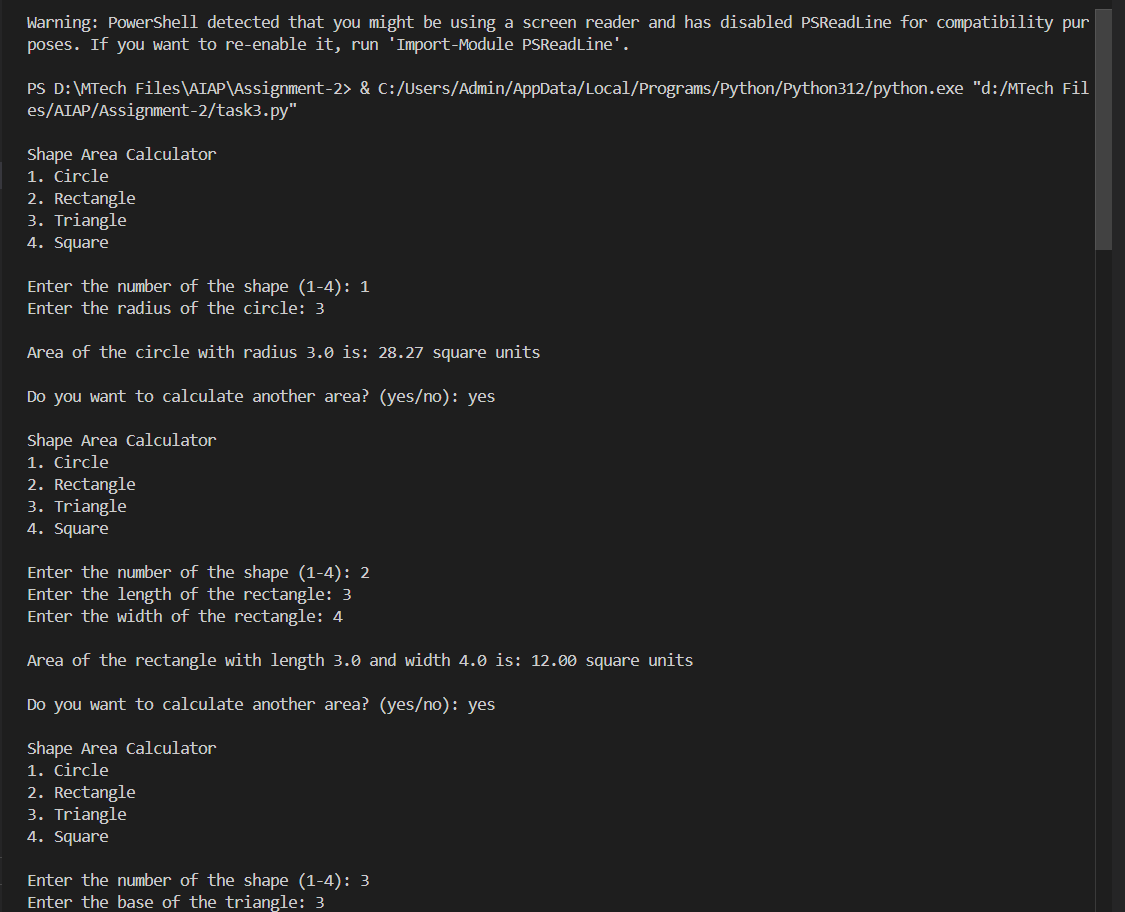 Warning: PowerShell detected that you might be using a screen reader and has disabled PSReadLine for compatibility pur
poses. If you want to re-enable it, run 'Import-Module PSReadLine'.
PS D:\MTech Files\AIAP\Assignment-2> & C:/Users/Admin/AppData/Local/Programs/Python/Python312/python.exe "d:/MTech Fil
es/AIAP/Assignment-2/task3.py"
Shape Area Calculator
1. Circle
2. Rectangle
3. Triangle
4. Square
Enter the number of the shape (1-4): 1
Enter the radius of the circle: 3
Area of the circle with radius 3.0 is: 28.27 square units
Do you want to calculate another area? (yes/no): yes
Shape Area Calculator
1. Circle
2. Rectangle
3. Triangle
4. Square
Enter the number of the shape (1-4): 2
Enter the length of the rectangle: 3
Enter the width of the rectangle: 4
Area of the rectangle with length 3.0 and width 4.0 is: 12.00 square units
Do you want to calculate another area? (yes/no): yes
Shape Area Calculator
1. Circle
2. Rectangle
3. Triangle
4. Square
Enter the number of the shape (1-4): 3
Enter the base of the triangle: 3